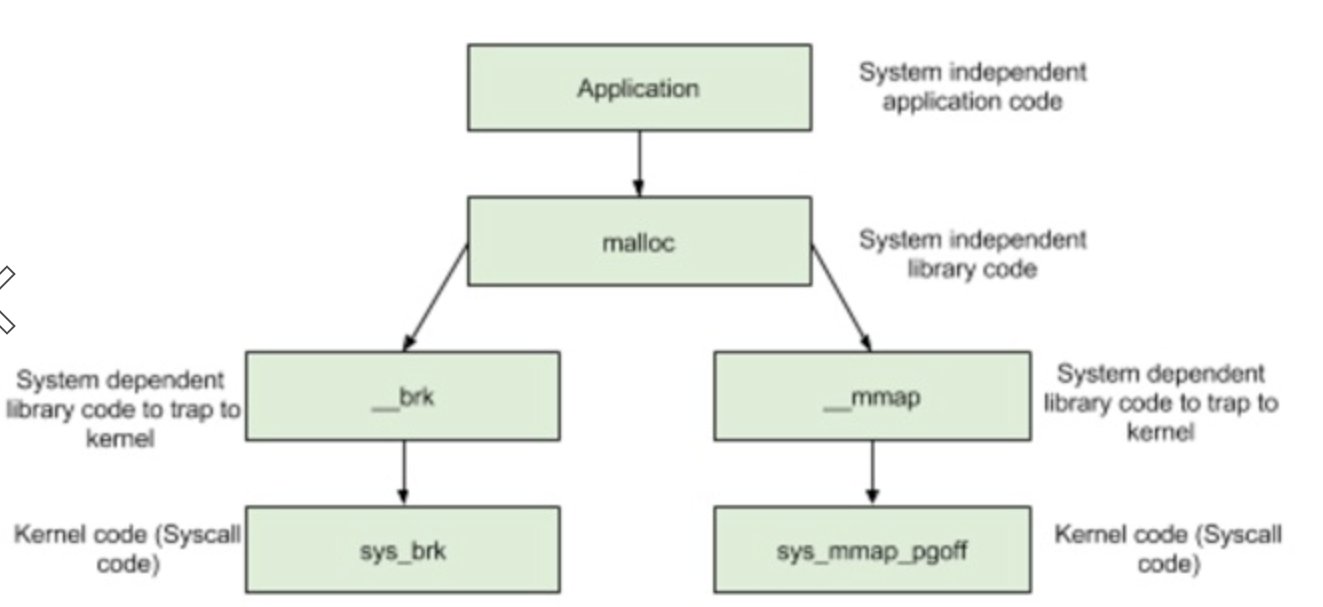 Application
System independent
application code
malloc
System independent
library code
System dependent
library code to trap to
kernel
__brk
__mmap
System dependent
library code to trap to
kernel
Kernel code (Syscall
code)
sys_brk
sys_mmap_pgoff
Kernel code (Syscall
code)